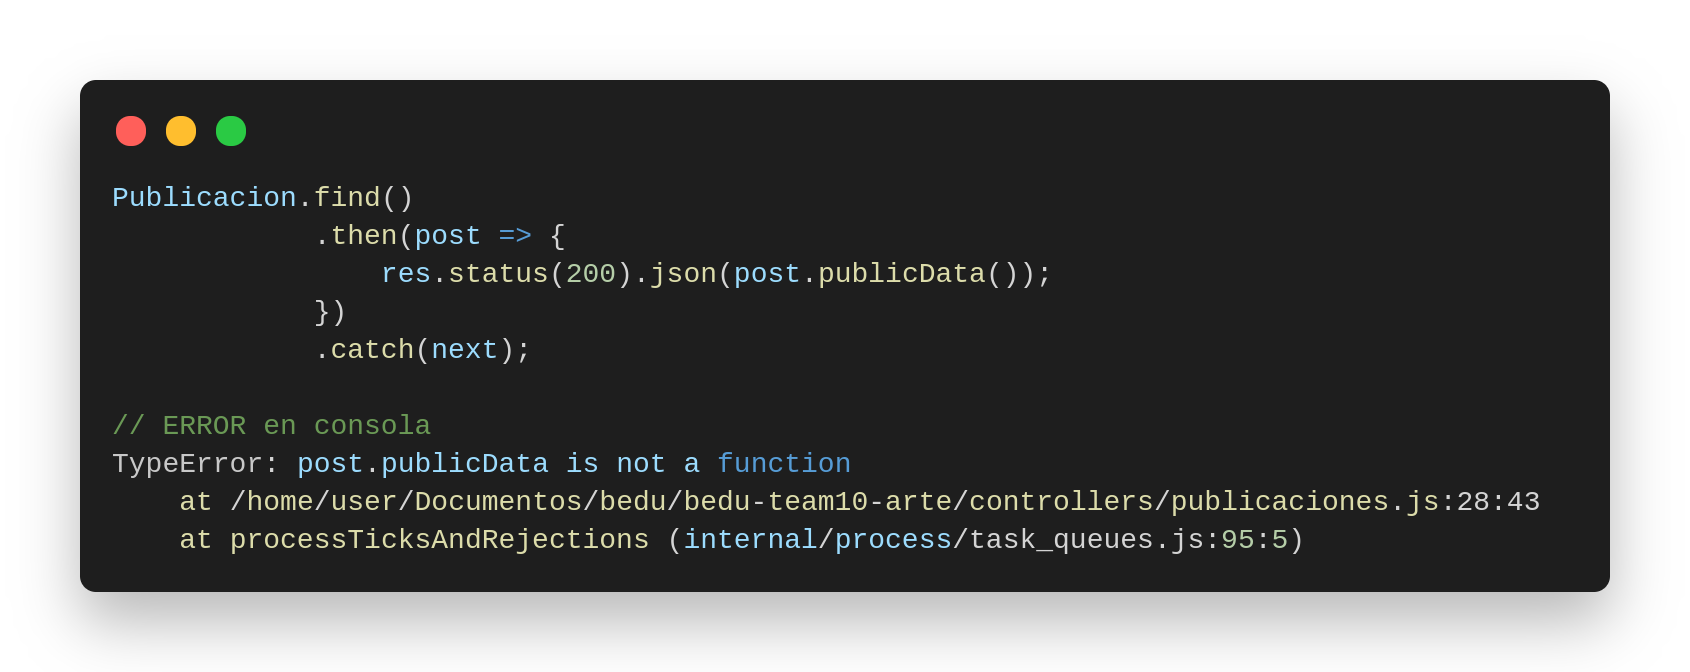 Publicacion.find()
            .then(post => {
                res.status(200).json(post.publicData());
            })
            .catch(next);

// ERROR en consola
TypeError: post.publicData is not a function
    at /home/user/Documentos/bedu/bedu-team10-arte/controllers/publicaciones.js:28:43
    at processTicksAndRejections (internal/process/task_queues.js:95:5)